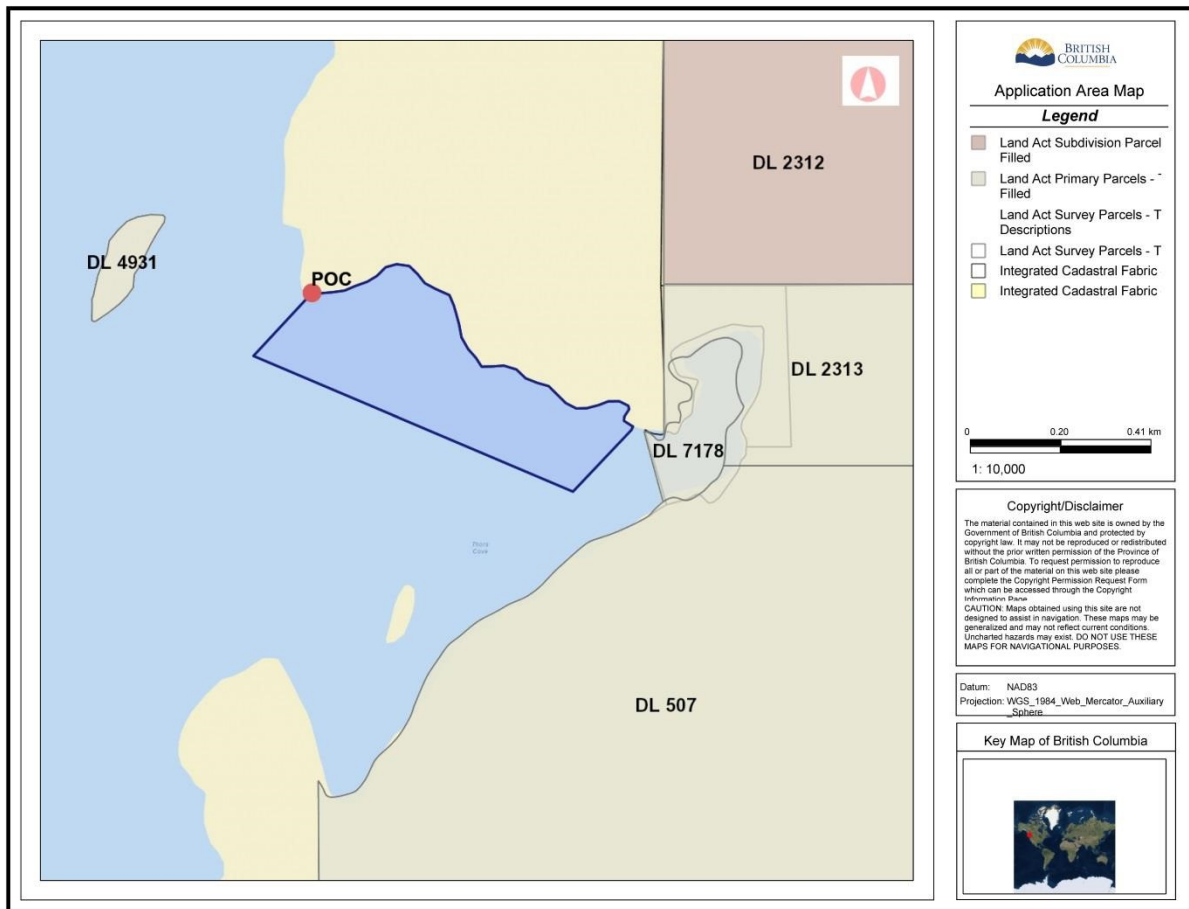 DL 2312
DL 4931
POC
DL 2313
DL 7178
Cove
DL 507
BRITISH
COLUMBIA
Application Area Map
Legend
Land Act Subdivision Parcel
Filled
Land Act Primary Parcels - T
Filled
Land Act Survey Parcels - T
Descriptions
Land Act Survey Parcels - T
Integrated Cadastral Fabric
Integrated Cadastral Fabric
0 0.20 0.41 km
1: 10,000
Copyright/Disclaimer
The material contained in this web site is owned by the
Government of British Columbia and protected by
copyright law. It may not be reproduced or redistributed
without the prior written permission of the Province of
British Columbia. To request permission to reproduce
all or part of the material on this web site please
complete the Copyright Permission Request Form
which can be accessed through the Copyright
Information Page.
CAUTION: Maps obtained using this site are not
designed to assist in navigation. These maps may be
generalized and may not reflect current conditions.
Uncharted hazards may exist. DO NOT USE THESE
MAPS FOR NAVIGATIONAL PURPOSES.
Datum: NAD83
Projection: WGS_1984_Web_Mercator_Auxiliary
_Sphere
Key Map of British Columbia